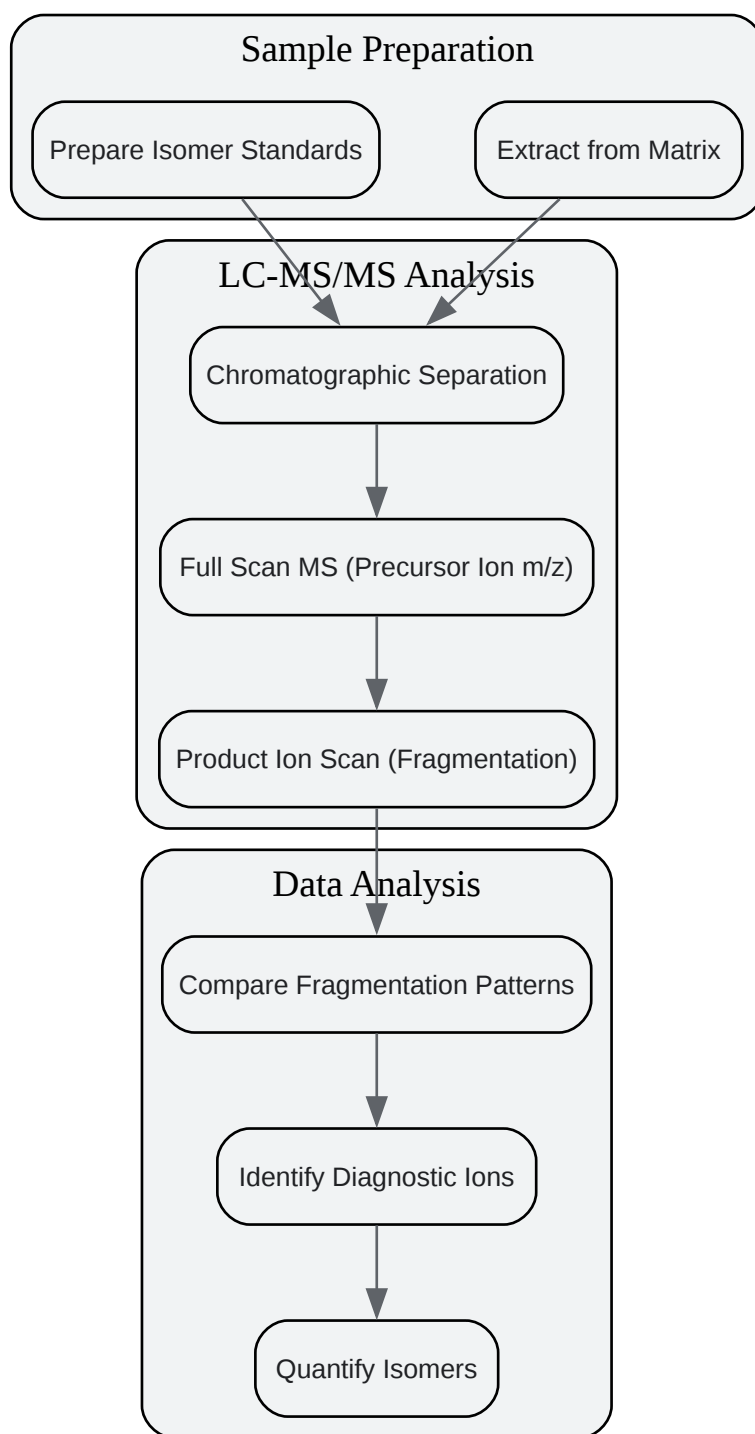 Sample Preparation
Prepare Isomer Standards
Extract from Matrix
LC-MS/MS Analysis
Chromatographic Separation
Full Scan MS (Precursor Ion m/z)
Product Ion Scan (Fragmentation)
Data Analysis
Compare Fragmentation Patterns
Identify Diagnostic Ions
Quantify Isomers